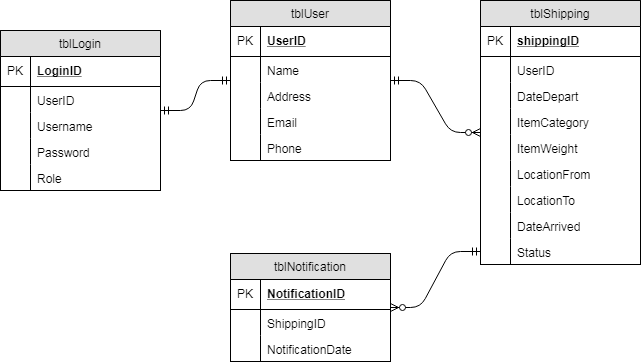 tblLogin
PK LoginID
UserID
Username
Password
Role
tblUser
PK UserID
Name
Address
Email
Phone
tblShipping
PK shippingID
UserID
DateDepart
ItemCategory
ItemWeight
LocationFrom
LocationTo
DateArrived
Status
tblNotification
PK NotificationID
ShippingID
NotificationDate